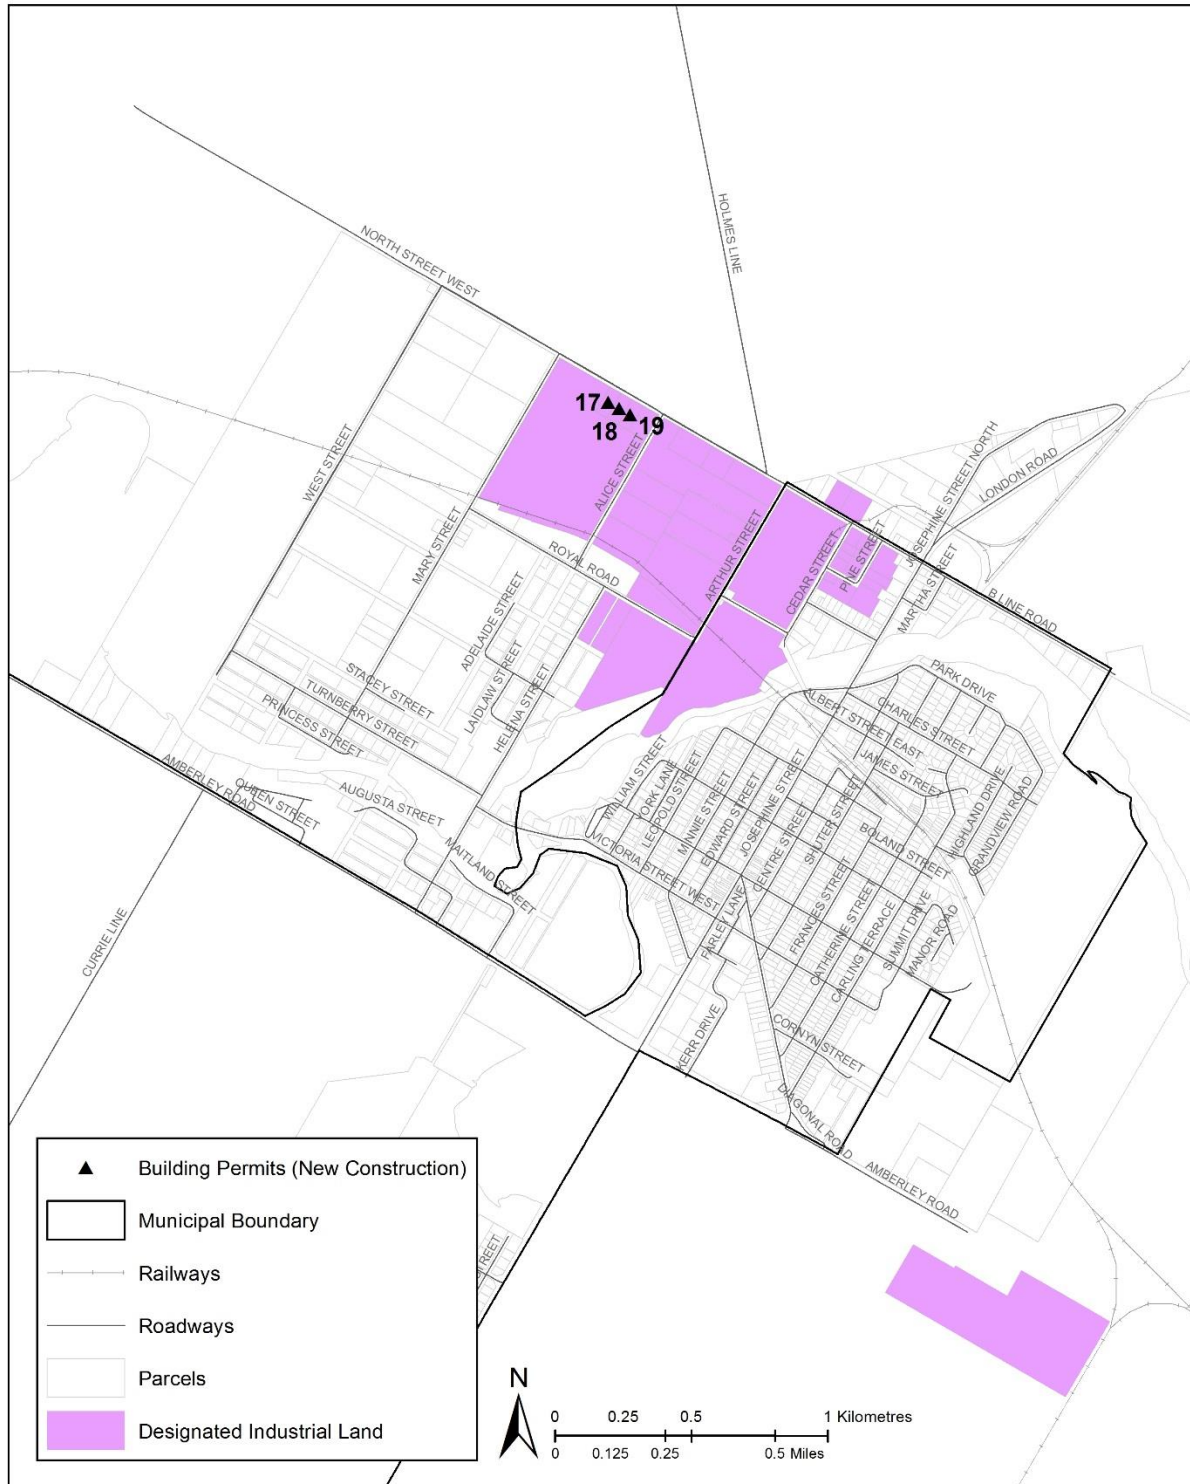 HOLMES LINE
NORTH STREET WEST
17
18
19
JOSEPHINE STREET NORTH
LONDON ROAD
WEST STREET
ALICE STREET
MARY STREET
ROYAL ROAD
ARTHUR STREET
CEDAR STREET
PINE STREET
MARTHA STREET
B LINE ROAD
ADELAIDE STREET
LAIDLAW STREET
HELENA STREET
STACEY STREET
TURNBERRY STREET
PRINCESS STREET
PARK DRIVE
CHARLES STREET
ALBERT STREET EAST
JAMES STREET
AMBERLEY ROAD
QUEEN STREET
AUGUSTA STREET
MAITLAND STREET
WILLIAM STREET
YORK LANE
LEOPOLD STREET
MINNIE STREET
EDWARD STREET
JOSEPHINE STREET
CENTRE STREET
SHUTER STREET
BOLAND STREET
HIGHLAND DRIVE
GRANDVIEW ROAD
VICTORIA STREET WEST
FARLEY LANE
FRANCES STREET
CATHERINE STREET
CARLING TERRACE
SUMMIT DRIVE
MANOR ROAD
CURRIE LINE
KERR DRIVE
CORNYN STREET
DIAGONAL ROAD
AMBERLEY ROAD
STREET
Building Permits (New Construction)
Municipal Boundary
Railways
Roadways
Parcels
Designated Industrial Land
N
0 0.25 0.5 1 Kilometres
0 0.125 0.25 0.5 Miles